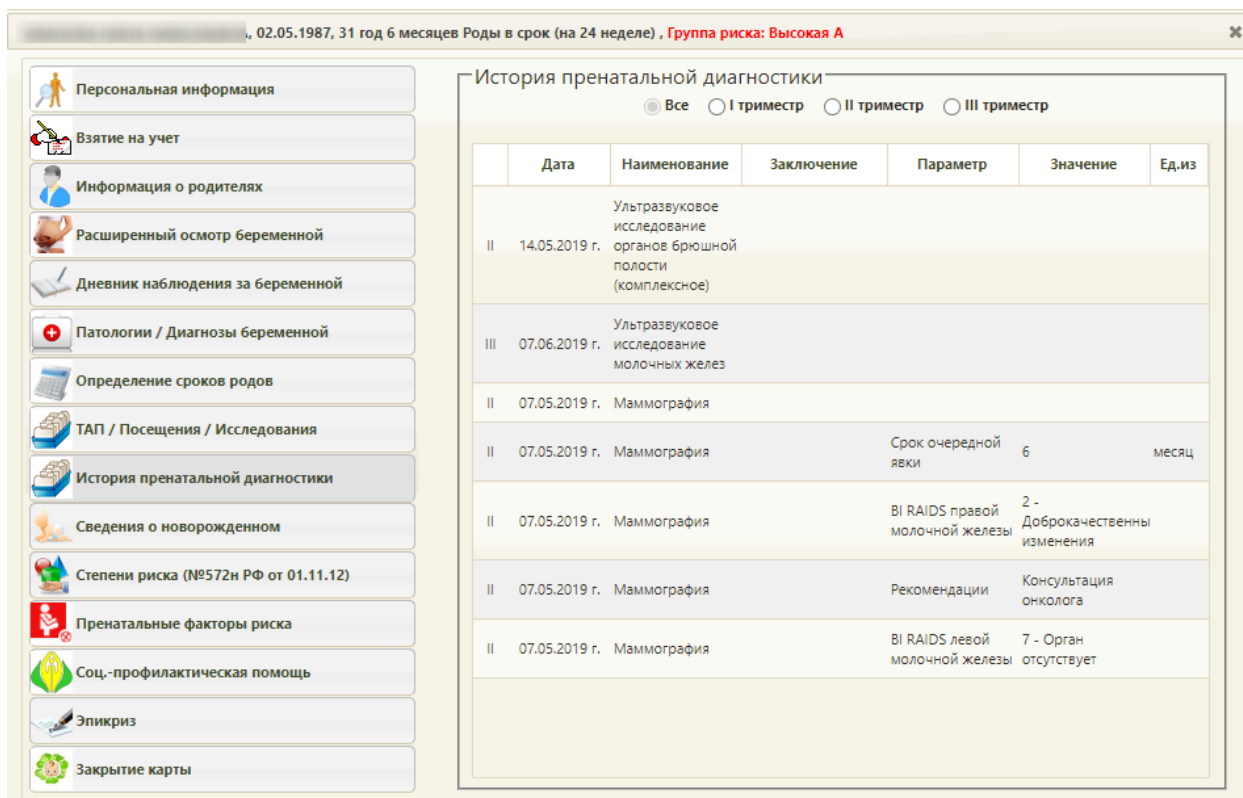 , 02.05.1987, 31 год 6 месяцев Роды в срок (на 24 неделе) , Группа риска: Высокая А
Персональная информация
Взятие на учет
Информация о родителях
Расширенный осмотр беременной
Дневник наблюдения за беременной
Патологии / Диагнозы беременной
Определение сроков родов
ТАП / Посещения / Исследования
История пренатальной диагностики
Сведения о новорожденном
Степени риска (№572н РФ от 01.11.12)
Пренатальные факторы риска
Соц.-профилактическая помощь
Эпикриз
Закрытие карты
История пренатальной диагностики
Все I триместр II триместр III триместр
Дата Наименование Заключение Параметр Значение Ед.из
Ультразвуковое
исследование
II 14.05.2019 г. органов брюшной
полости
(комплексное)
Ультразвуковое
III 07.06.2019 г. исследование
молочных желез
II 07.05.2019 г. Маммография
II 07.05.2019 г. Маммография Срок очередной явки 6 месяц
II 07.05.2019 г. Маммография BI RAIDS правой молочной железы 2 - Доброкачественны изменения
II 07.05.2019 г. Маммография Рекомендации Консультация онколога
II 07.05.2019 г. Маммография BI RAIDS левой молочной железы 7 - Орган отсутствует